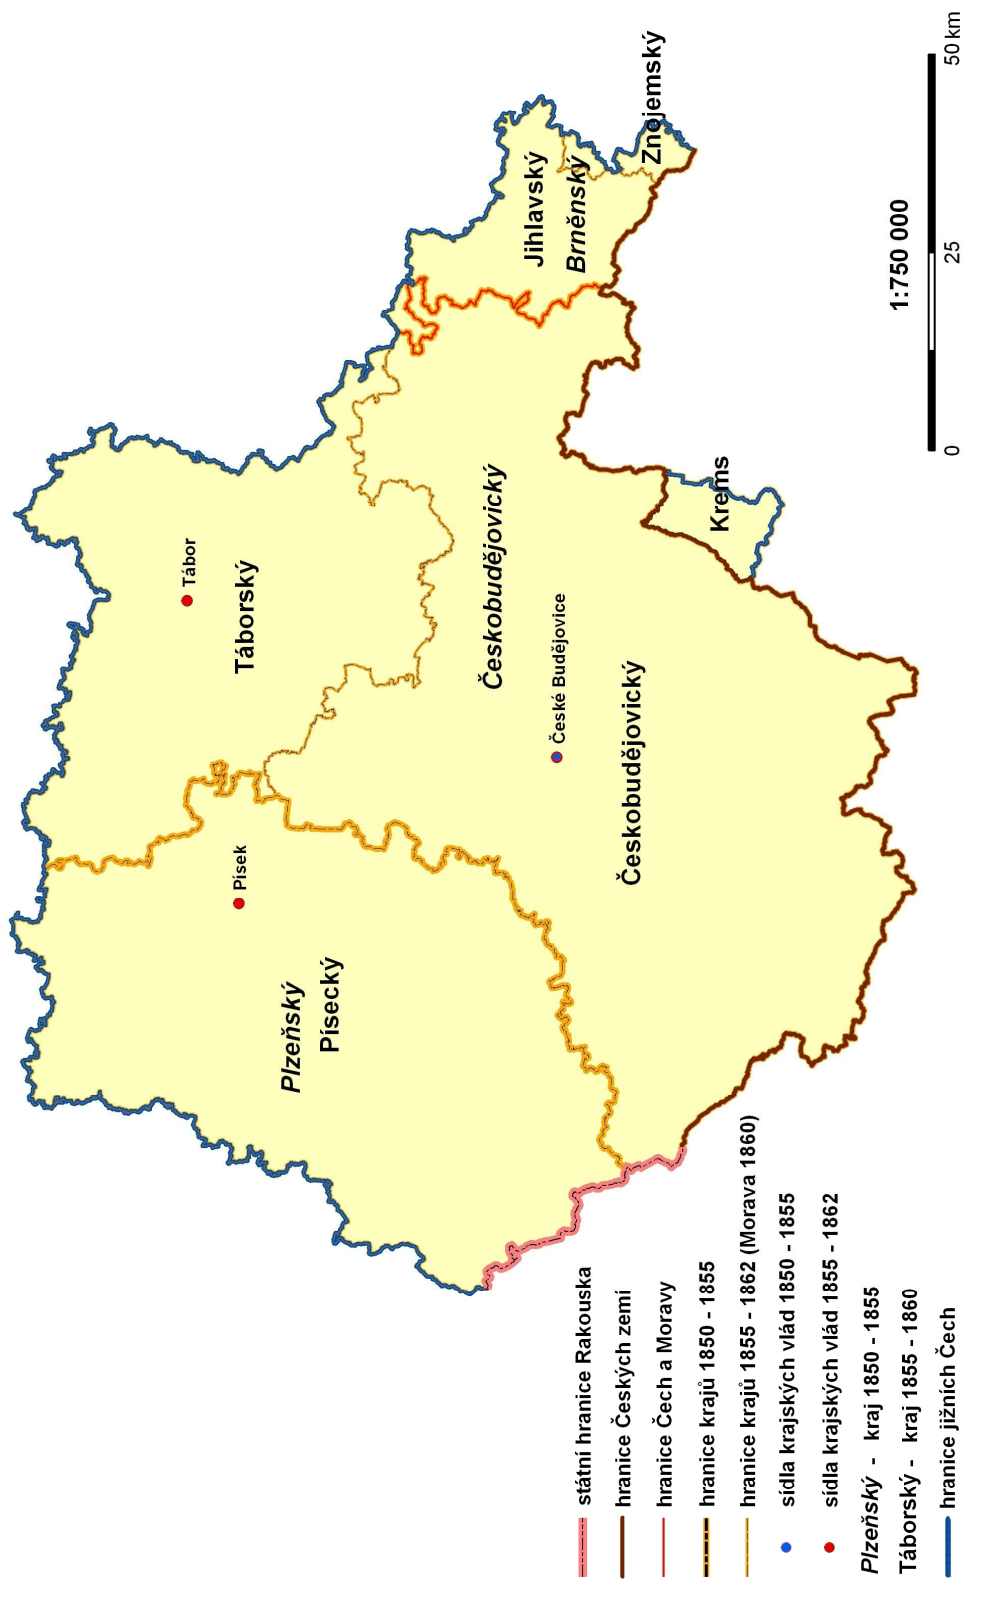 Tábor
Táborský
Písek
Plzeňský
Písecký
Českobudějovický
České Budějovice
Českobudějovický
Jihlavský
Brněnský
Znojemský
Krems
1:750 000
0 25 50 km
státní hranice Rakouska
hranice Českých zemí
hranice Čech a Moravy
hranice krajů 1850 - 1855
hranice krajů 1855 - 1862 (Morava 1860)
sídla krajských vlád 1850 - 1855
sídla krajských vlád 1855 - 1862
Plzeňský - kraj 1850 - 1855
Táborský - kraj 1855 - 1860
hranice jižních Čech